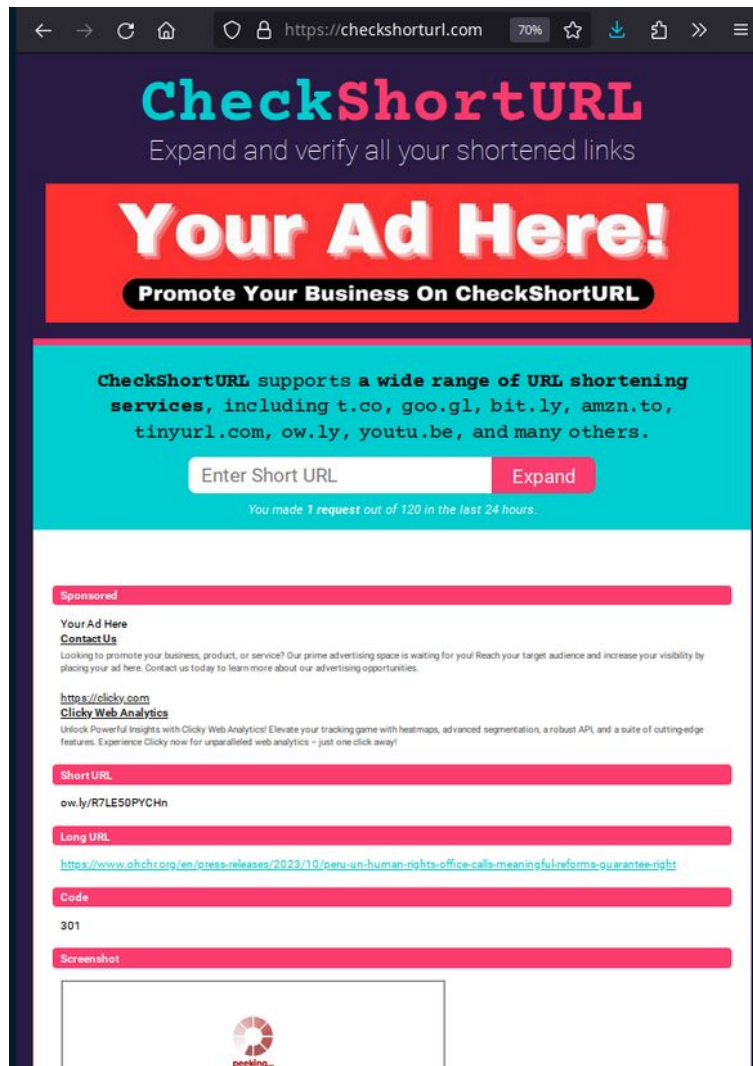 https://checkshorturl.com 70%
CheckShortURL
Expand and verify all your shortened links
Your Ad Here!
Promote Your Business On CheckShortURL
CheckShortURL supports a wide range of URL shortening
services, including t.co, goo.gl, bit.ly, amzn.to,
tinyurl.com, ow.ly, youtu.be, and many others.
Enter Short URL Expand
You made 1 request out of 120 in the last 24 hours.
Sponsored
Your Ad Here
Contact Us
Looking to promote your business, product, or service? Our prime advertising space is waiting for you! Reach your target audience and increase your visibility by
placing your ad here. Contact us today to learn more about our advertising opportunities.
https://clicky.com
Clicky Web Analytics
Unlock Powerful Insights with Clicky Web Analytics! Elevate your tracking game with heatmaps, advanced segmentation, a robust API, and a suite of cutting-edge
features. Experience Clicky now for unparalleled web analytics – just one click away!
Short URL
ow.ly/R7LE50PYCHn
Long URL
https://www.ohchr.org/en/press-releases/2023/10/peru-un-human-rights-office-calls-meaningful-reforms-guarantee-right
Code
301
Screenshot
peeking...